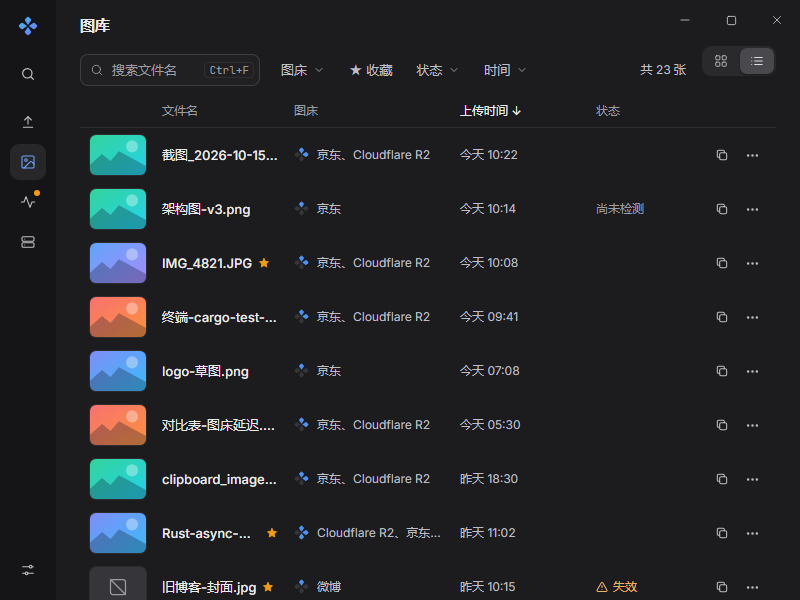 图库
搜索文件名 Ctrl+F 图床 ★ 收藏 状态 时间 共 23 张
文件名 图床 上传时间 状态
截图_2026-10-15... 京东、Cloudflare R2 今天 10:22
架构图-v3.png 京东 今天 10:14 尚未检测
IMG_4821.JPG 京东、Cloudflare R2 今天 10:08
终端-cargo-test-... 京东、Cloudflare R2 今天 09:41
logo-草图.png 京东 今天 07:08
对比表-图床延迟.... 京东、Cloudflare R2 今天 05:30
clipboard_image... 京东、Cloudflare R2 昨天 18:30
Rust-async-... Cloudflare R2、京东... 昨天 11:02
旧博客-封面.jpg 微博 昨天 10:15 失效